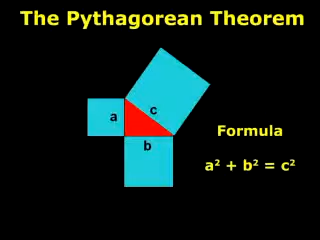 The Pythagorean Theorem
a
c
b
Formula
a² + b² = c²